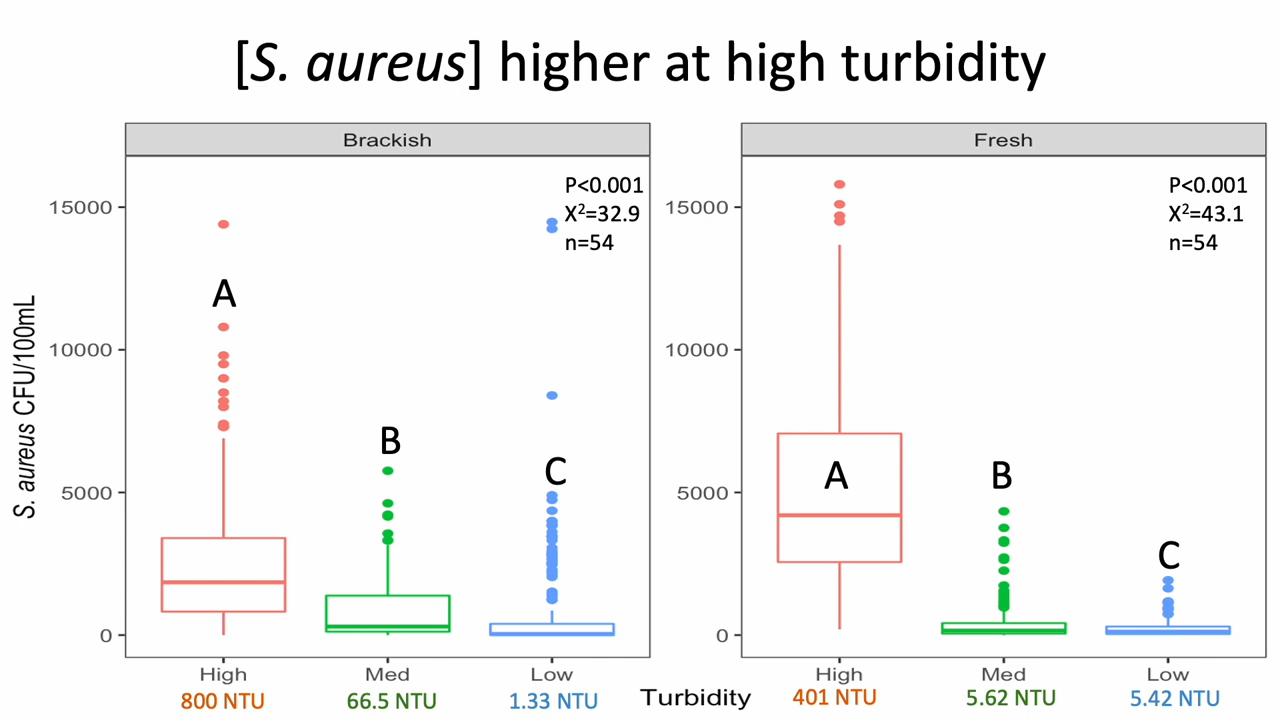 [S. aureus] higher at high turbidity
Brackish
P<0.001
X²=32.9
n=54
15000
10000
5000
0
S. aureus CFU/100mL
A
B
C
High
Med
Low
800 NTU
66.5 NTU
1.33 NTU
Turbidity
Fresh
P<0.001
X²=43.1
n=54
15000
10000
5000
0
A
B
C
High
Med
Low
401 NTU
5.62 NTU
5.42 NTU